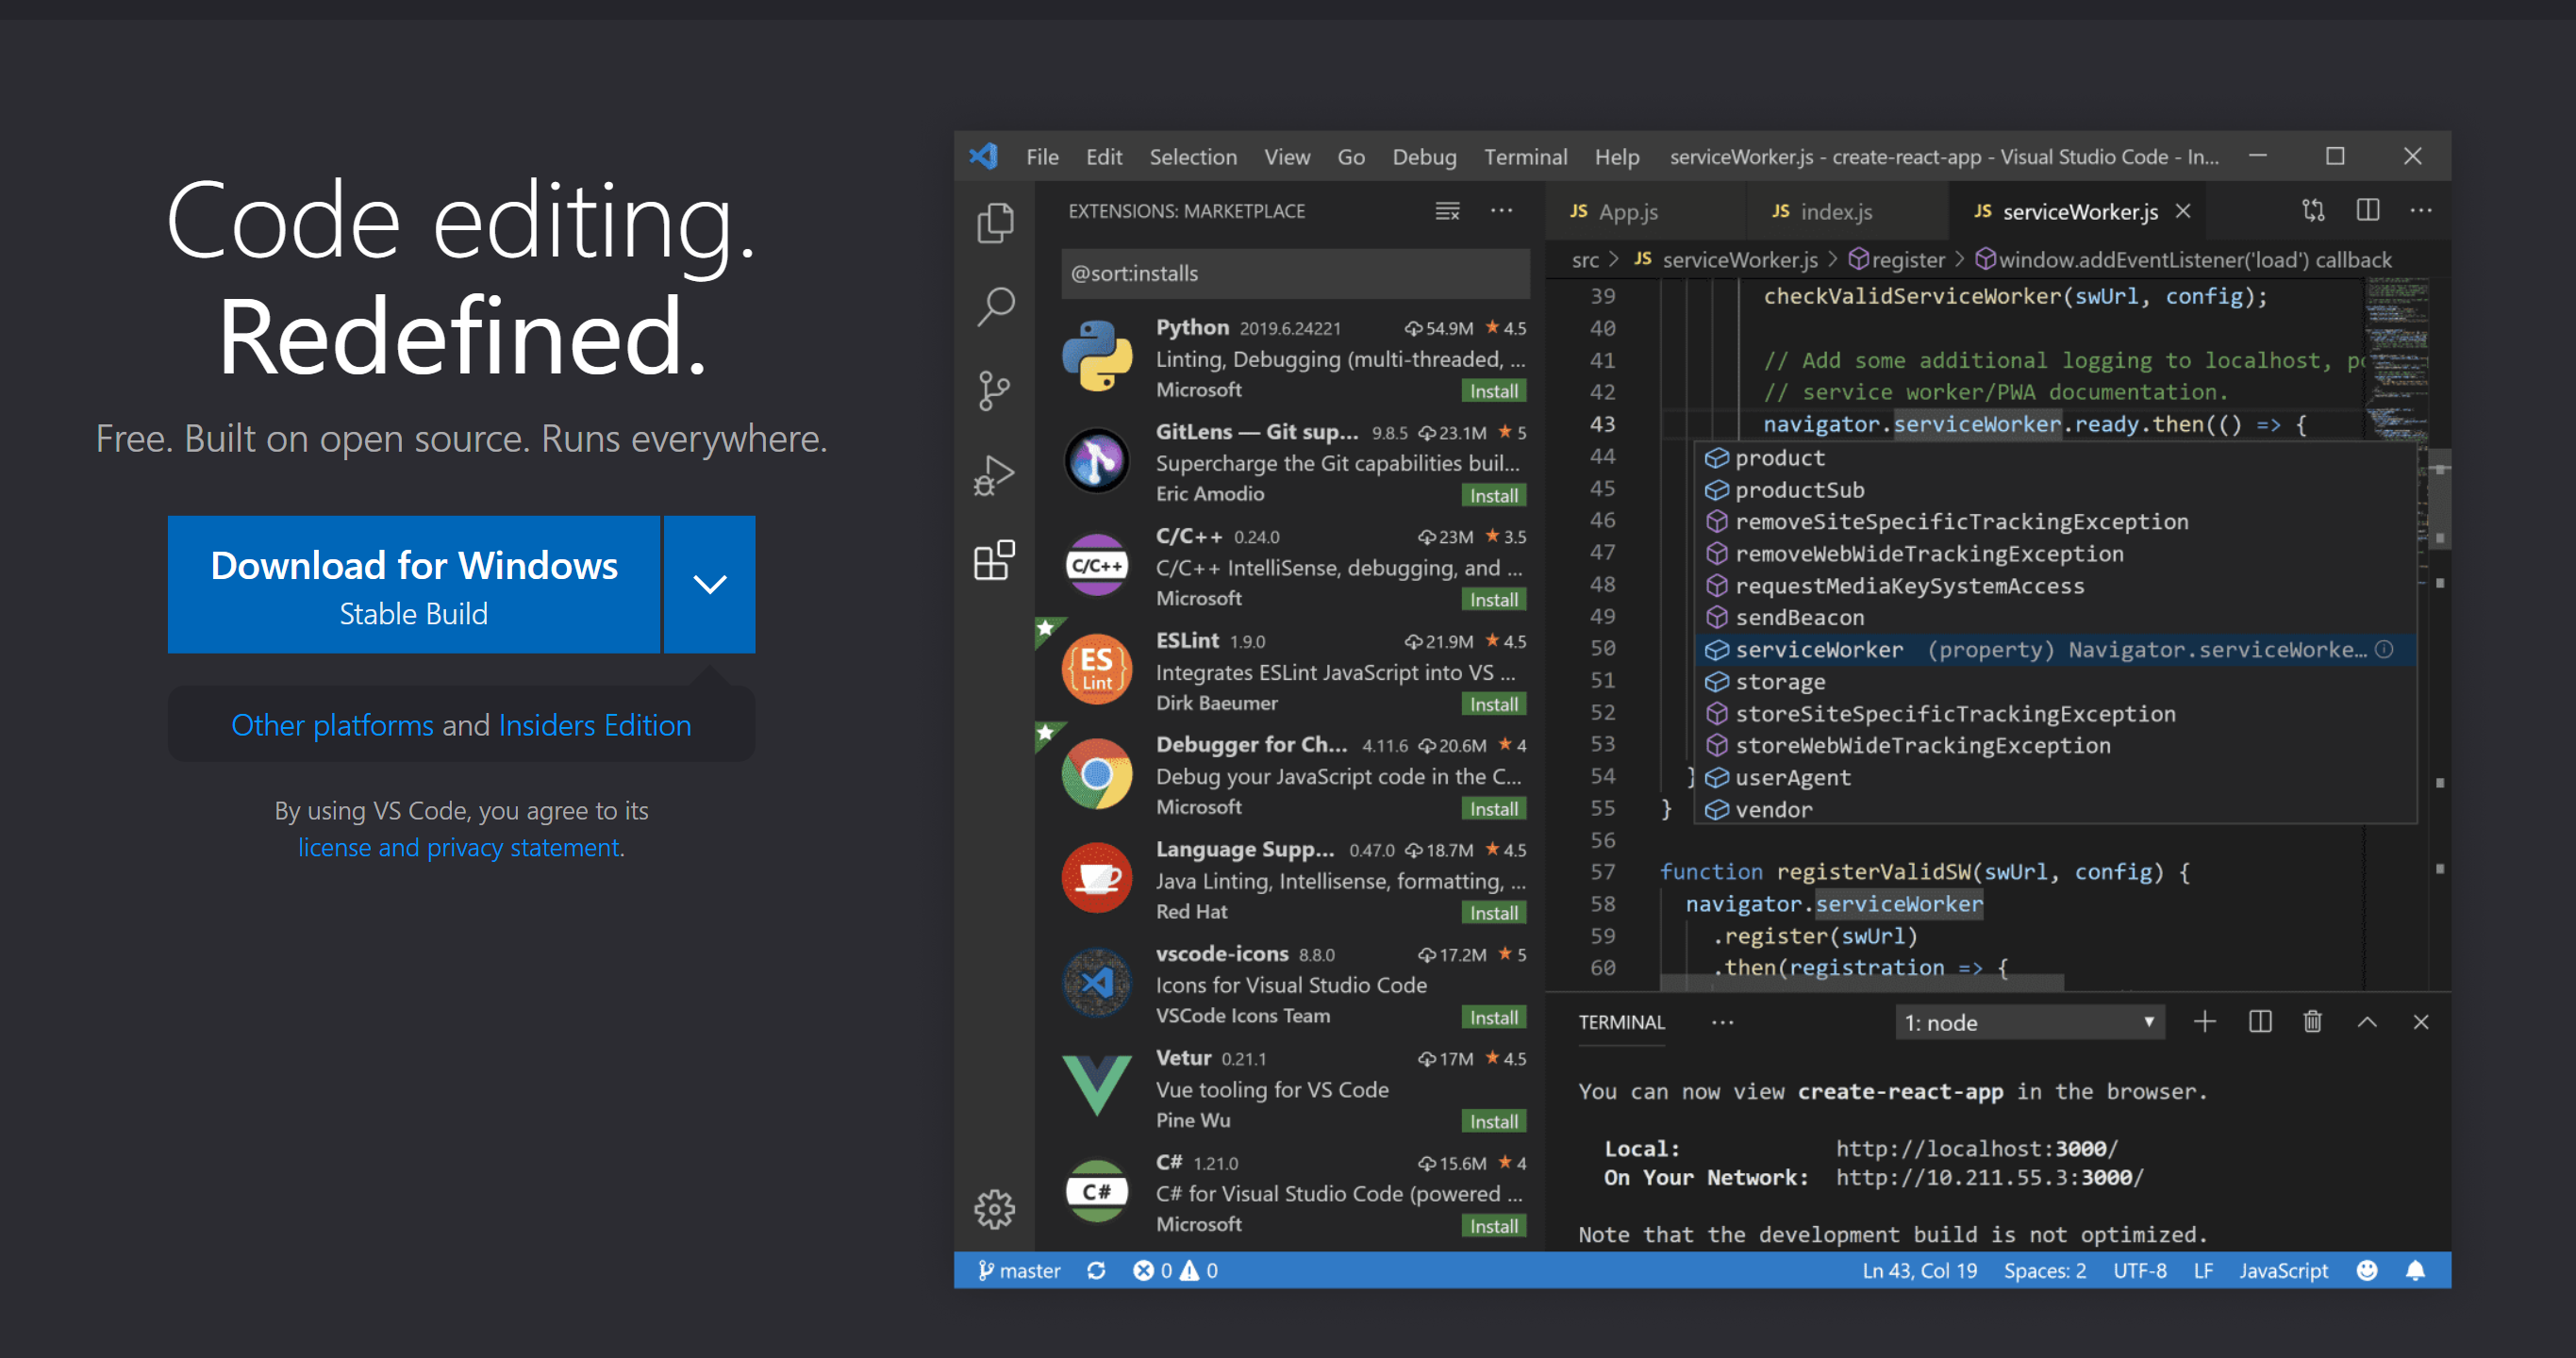 Code editing.
Redefined.
Free. Built on open source. Runs everywhere.
Download for Windows
Stable Build
Other platforms and Insiders Edition
By using VS Code, you agree to its
license and privacy statement.
File Edit Selection View Go Debug Terminal Help serviceWorker.js - create-react-app - Visual Studio Code - In...
EXTENSIONS: MARKETPLACE
@sort:installs
Python 2019.6.24221 54.9M ★ 4.5
Linting, Debugging (multi-threaded, ...
Microsoft Install
GitLens — Git sup... 9.8.5 23.1M ★ 5
Supercharge the Git capabilities buil...
Eric Amodio Install
C/C++
C/C++ 0.24.0 23M ★ 3.5
C/C++ IntelliSense, debugging, and ...
Microsoft Install
ES
Lint
ESLint 1.9.0 21.9M ★ 4.5
Integrates ESLint JavaScript into VS ...
Dirk Baeumer Install
Debugger for Ch... 4.11.6 20.6M ★ 4
Debug your JavaScript code in the C...
Microsoft Install
Language Supp... 0.47.0 18.7M ★ 4.5
Java Linting, Intellisense, formatting, ...
Red Hat Install
vscode-icons 8.8.0 17.2M ★ 5
Icons for Visual Studio Code
VSCode Icons Team Install
Vetur 0.21.1 17M ★ 4.5
Vue tooling for VS Code
Pine Wu Install
C#
C# 1.21.0 15.6M ★ 4
C# for Visual Studio Code (powered ...
Microsoft Install
JS App.js JS index.js JS serviceWorker.js
src > JS serviceWorker.js > register > window.addEventListener('load') callback
39 checkValidServiceWorker(swUrl, config);
40
41 // Add some additional logging to localhost, po
42 // service worker/PWA documentation.
43 navigator.serviceWorker.ready.then(() => {
44 product
45 productSub
46 removeSiteSpecificTrackingException
47 removeWebWideTrackingException
48 requestMediaKeySystemAccess
49 sendBeacon
50 serviceWorker (property) Navigator.serviceWorke...
51 storage
52 storeSiteSpecificTrackingException
53 storeWebWideTrackingException
54 } userAgent
55 } vendor
56
57 function registerValidSW(swUrl, config) {
58 navigator.serviceWorker
59 .register(swUrl)
60 .then(registration => {
TERMINAL ... 1: node
You can now view create-react-app in the browser.
Local: http://localhost:3000/
On Your Network: http://10.211.55.3:3000/
Note that the development build is not optimized.
master 0 0 Ln 43, Col 19 Spaces: 2 UTF-8 LF JavaScript